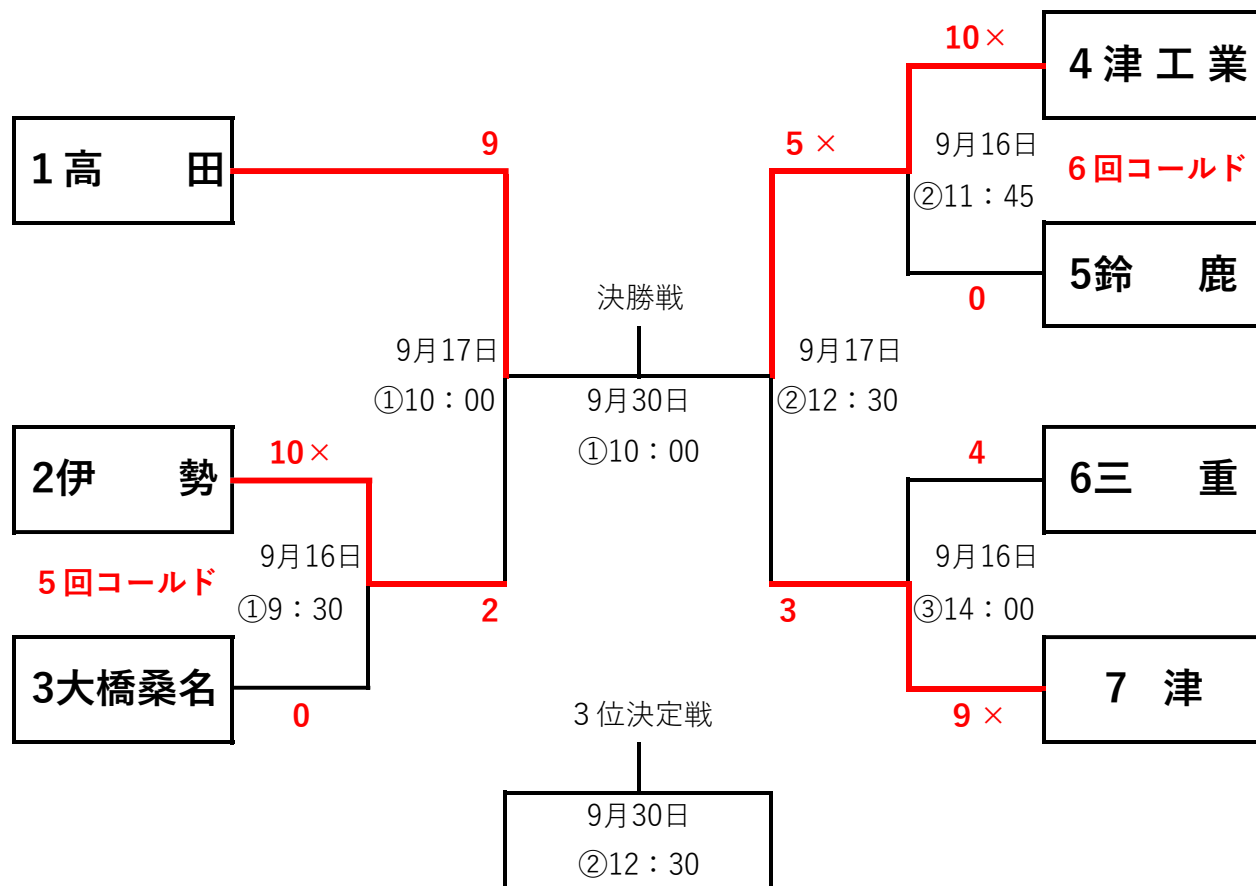 10×
4津工業
9
5 ×
9月16日
②11：45
6回コールド
1高　田
5鈴　鹿
0
決勝戦
9月17日
①10：00
9月30日
①10：00
9月17日
②12：30
2伊　勢
10×
4
6三　重
5回コールド
9月16日
①9：30
2
3
9月16日
③14：00
3大橋桑名
0
7 津
9 ×
３位決定戦
9月30日
②12：30